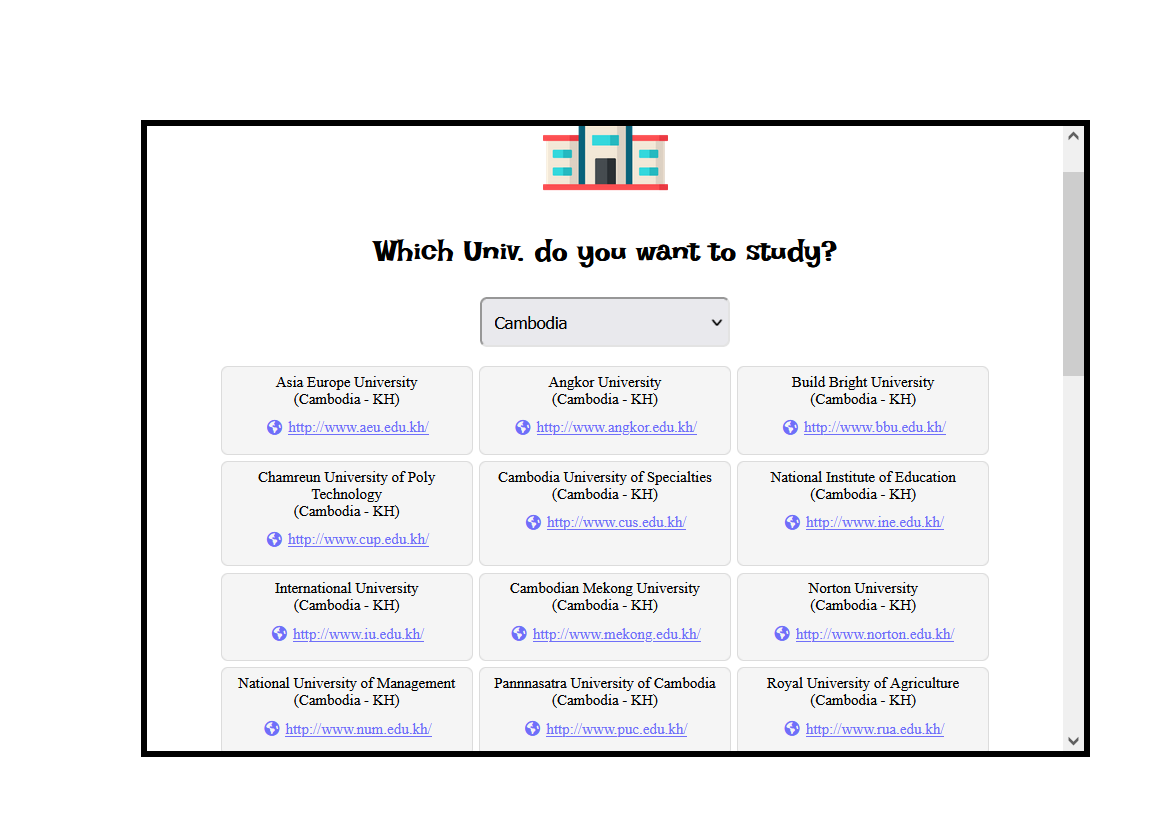 Which Univ. do you want to study?
Cambodia
Asia Europe University
(Cambodia - KH)
http://www.aeu.edu.kh/
Angkor University
(Cambodia - KH)
http://www.angkor.edu.kh/
Build Bright University
(Cambodia - KH)
http://www.bbu.edu.kh/
Chamreun University of Poly
Technology
(Cambodia - KH)
http://www.cup.edu.kh/
Cambodia University of Specialties
(Cambodia - KH)
http://www.cus.edu.kh/
National Institute of Education
(Cambodia - KH)
http://www.ine.edu.kh/
International University
(Cambodia - KH)
http://www.iu.edu.kh/
Cambodian Mekong University
(Cambodia - KH)
http://www.mekong.edu.kh/
Norton University
(Cambodia - KH)
http://www.norton.edu.kh/
National University of Management
(Cambodia - KH)
http://www.num.edu.kh/
Pannnasatra University of Cambodia
(Cambodia - KH)
http://www.puc.edu.kh/
Royal University of Agriculture
(Cambodia - KH)
http://www.rua.edu.kh/